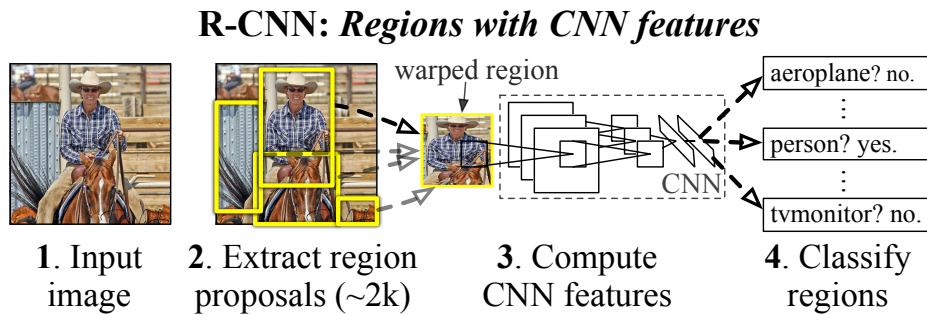 R-CNN: Regions with CNN features
warped region
aeroplane? no.
⋮
person? yes.
⋮
tvmonitor? no.
CNN
1. Input
image
2. Extract region
proposals (~2k)
3. Compute
CNN features
4. Classify
regions